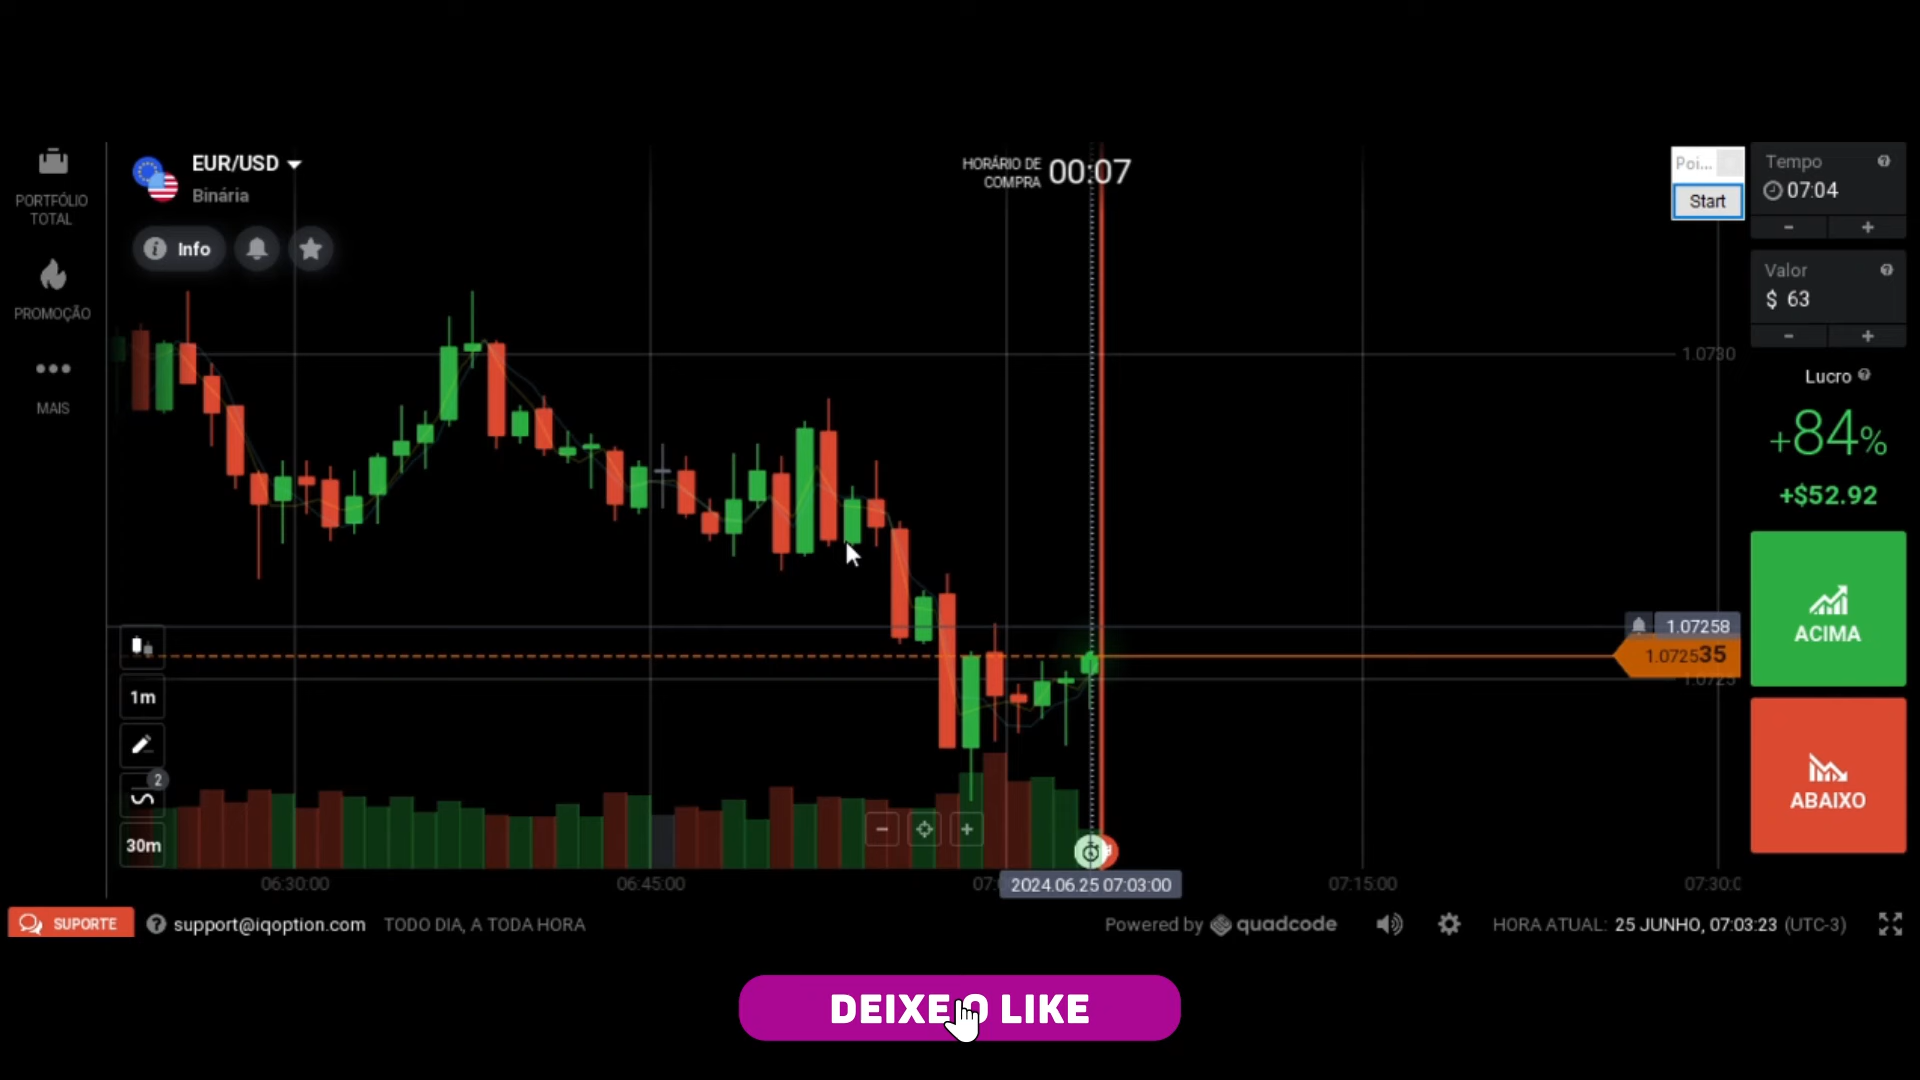 PORTFÓLIO
TOTAL
PROMOÇÃO
MAIS
EUR/USD
Binária
Info
HORÁRIO DE
COMPRA 00:07
Poi...
Start
Tempo
07:04
- +
Valor
$ 63
- +
Lucro
+84%
+$52.92
ACIMA
ABAIXO
1.0730
1.07258
1.072535
1m
2
30m
- +
06:30:00
06:45:00
2024.06.25 07:03:00
07:15:00
SUPORTE
support@iqoption.com TODO DIA, A TODA HORA
Powered by quadcode
HORA ATUAL: 25 JUNHO, 07:03:23 (UTC-3)
DEIXE O LIKE